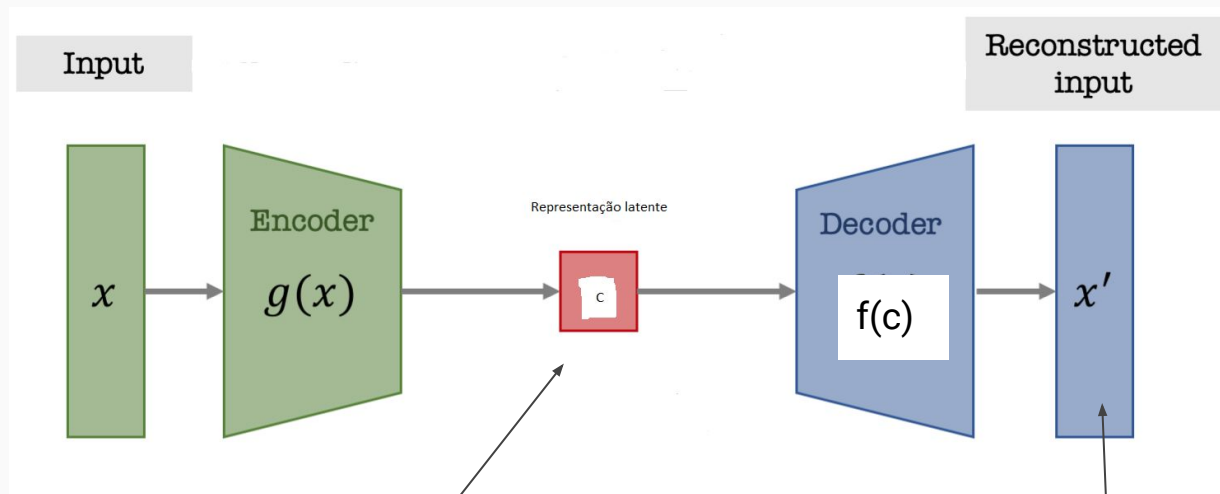 Input
Reconstructed
input
Representação latente
Encoder
Decoder
x
g(x)
c
f(c)
x'